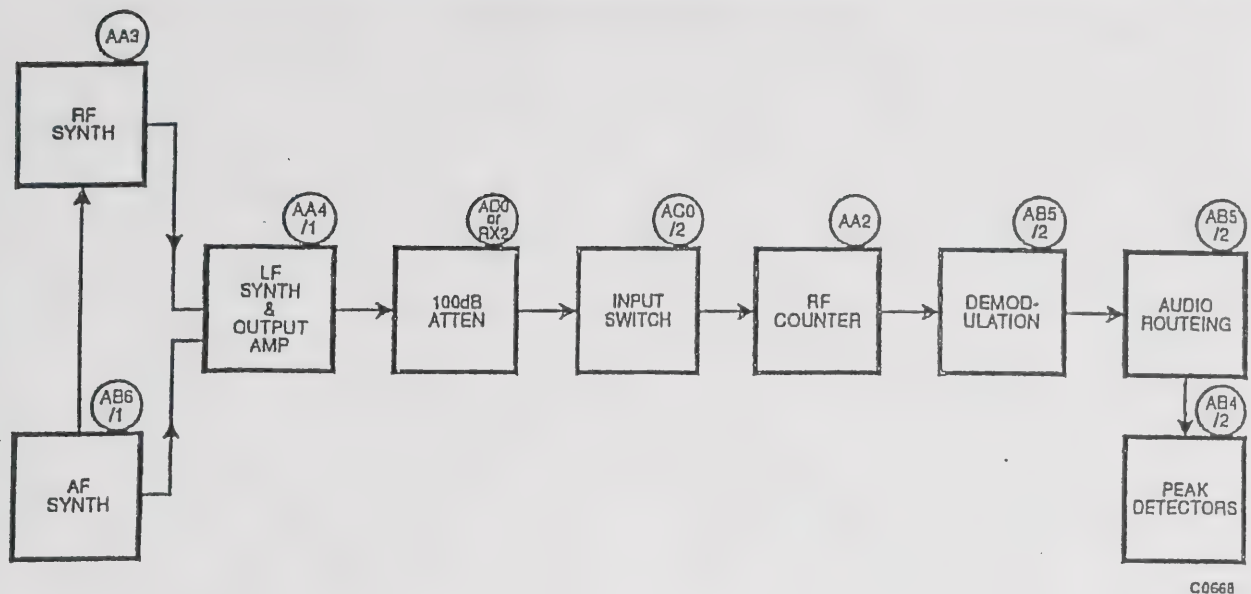 AA3
RF
SYNTH
AA4
/1
LF
SYNTH
&
OUTPUT
AMP
AD0
or
RX2
100dB
ATTEN
AC0
/2
INPUT
SWITCH
AA2
RF
COUNTER
AB5
/2
DEMOD-
ULATION
AB5
/2
AUDIO
ROUTEING
AB6
/1
AF
SYNTH
AB4
/2
PEAK
DETECTORS
C0668